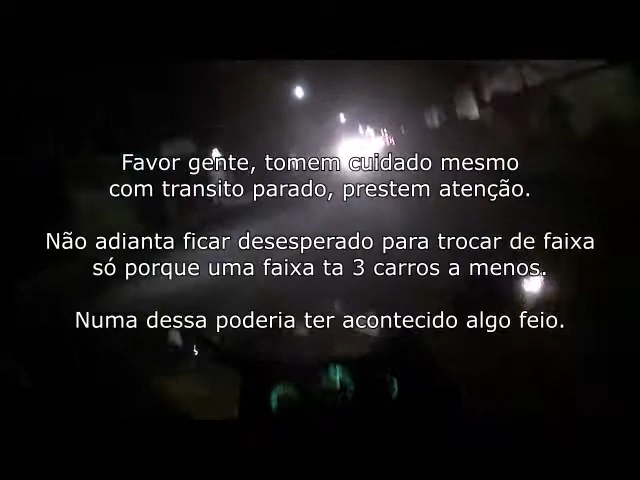 Favor gente, tomem cuidado mesmo
com transito parado, prestem atenção.
Não adianta ficar desesperado para trocar de faixa
só porque uma faixa ta 3 carros a menos.
Numa dessa poderia ter acontecido algo feio.